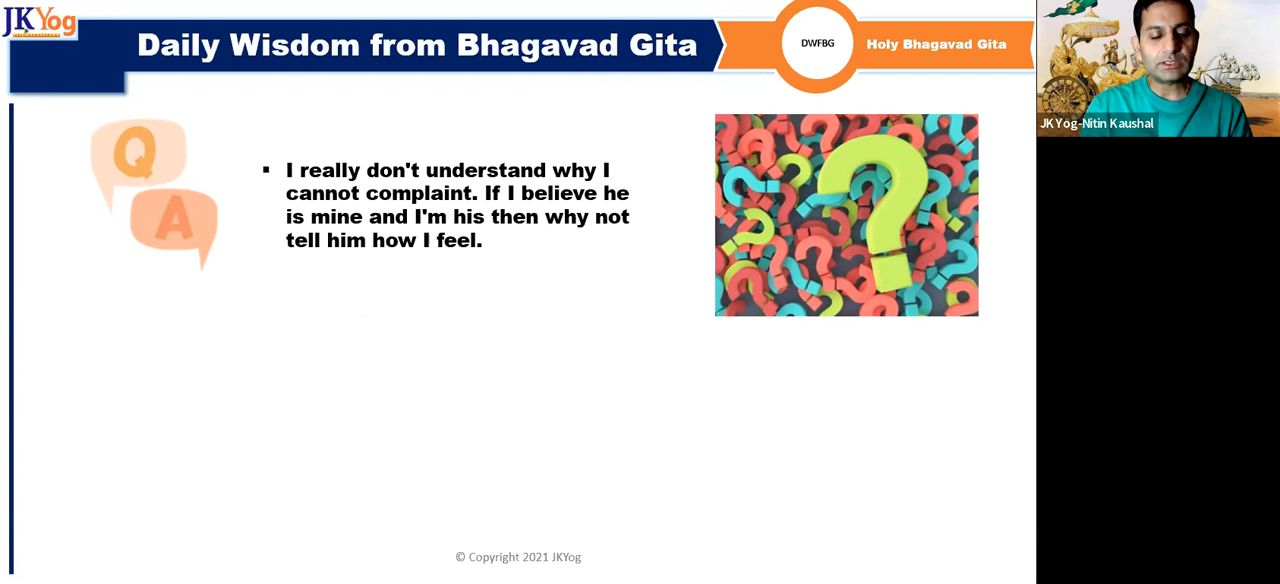 JKYog
Daily Wisdom from Bhagavad Gita
DWFBG
Holy Bhagavad Gita
JKYog-Nitin Kaushal
Q
A
▪ I really don't understand why I
cannot complaint. If I believe he
is mine and I'm his then why not
tell him how I feel.
© Copyright 2021 JKYog